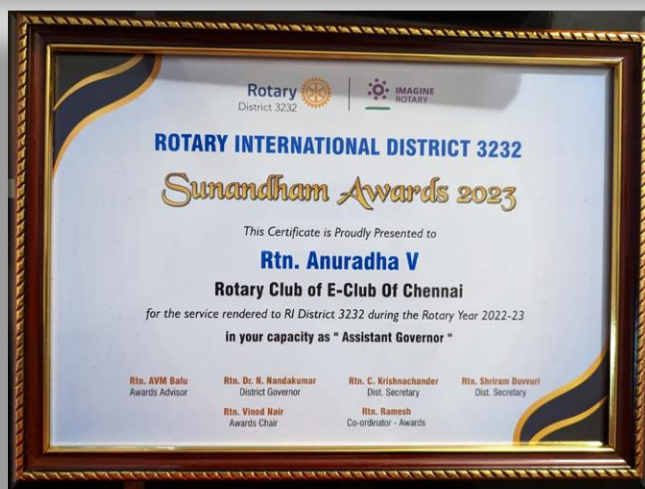 Rotary
District 3232
IMAGINE
ROTARY
ROTARY INTERNATIONAL DISTRICT 3232
Sunandham Awards 2023
This Certificate is Proudly Presented to
Rtn. Anuradha V
Rotary Club of E-Club Of Chennai
for the service rendered to RI District 3232 during the Rotary Year 2022-23
in your capacity as " Assistant Governor "
Rtn. AVM Balu Rtn. Dr. N. Nandakumar Rtn. C. Krishnachander Rtn. Shriram Duvvuri
Awards Advisor District Governor Dist. Secretary Dist. Secretary
Rtn. Vinod Nair Rtn. Ramesh
Awards Chair Co-ordinator - Awards